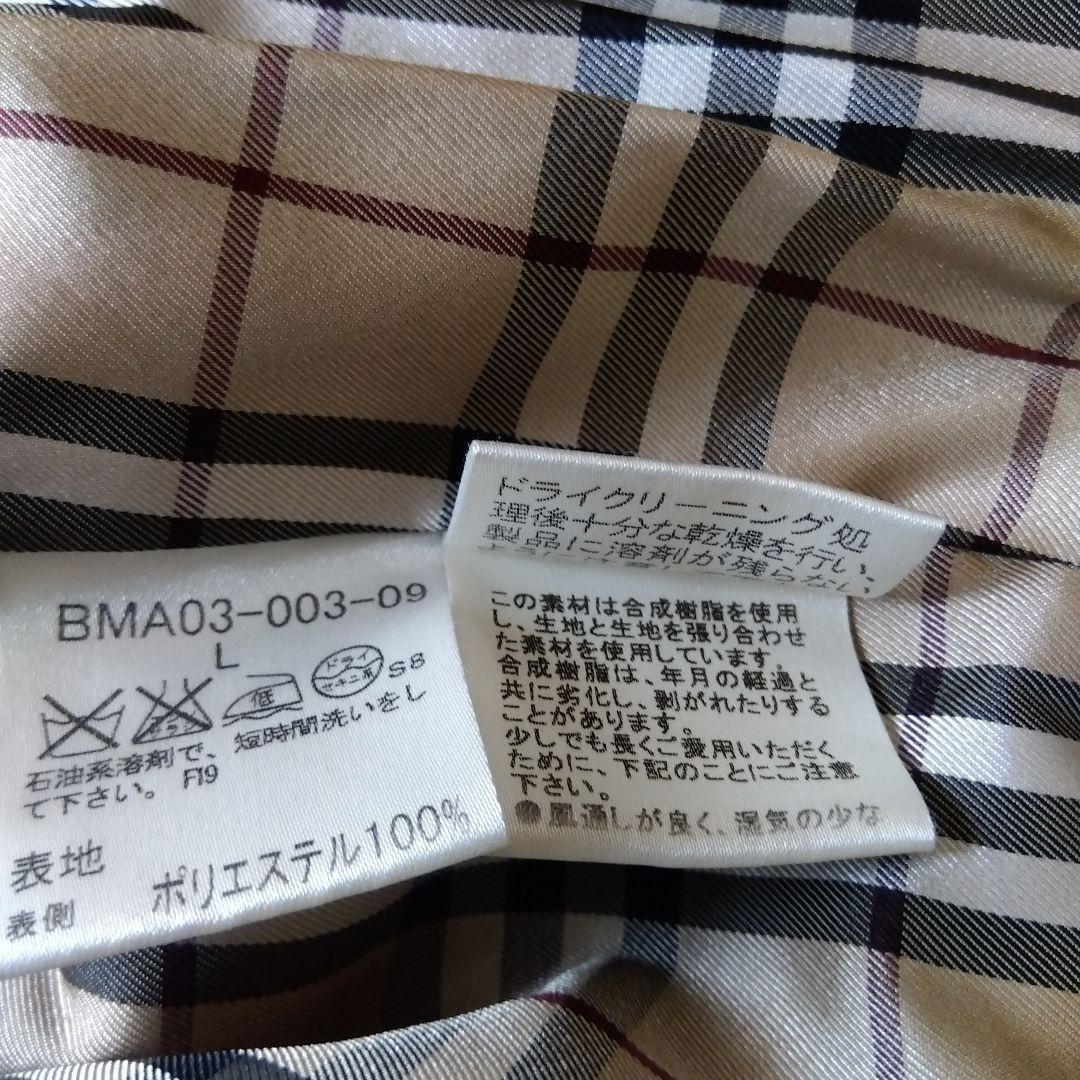 BMA03-003-09
L
エンソ サラシ 低 ドライ セキユ系 S8
石油系溶剤で、短時間洗いをし
て下さい。 F19
表地
表側 ポリエステル100%
ドライクリーニング処
理後十分な乾燥を行い、
製品に溶剤が残らない
この素材は合成樹脂を使用
し、生地と生地を張り合わせ
た素材を使用しています。
合成樹脂は、年月の経過と
共に劣化し、剥がれたりする
ことがあります。
少しでも長くご愛用いただく
ために、下記のことにご注意
下さい。
●風通しが良く、湿気の少な